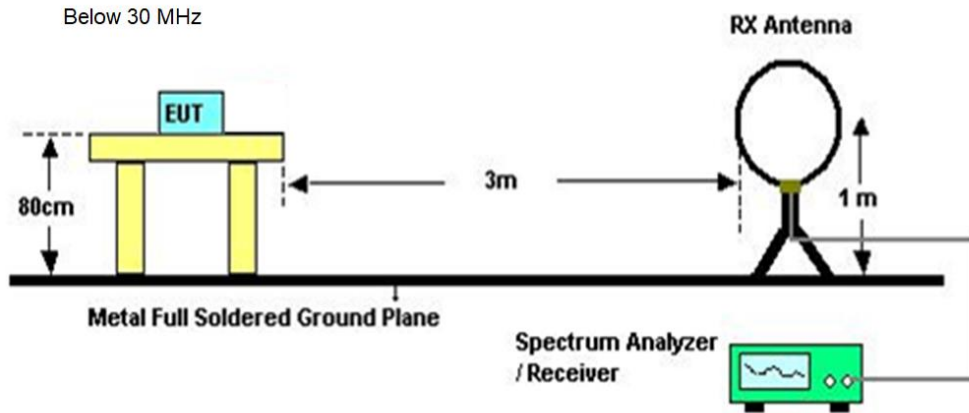 Below 30 MHz
RX Antenna
EUT
80cm
3m
1 m
Metal Full Soldered Ground Plane
Spectrum Analyzer
/ Receiver